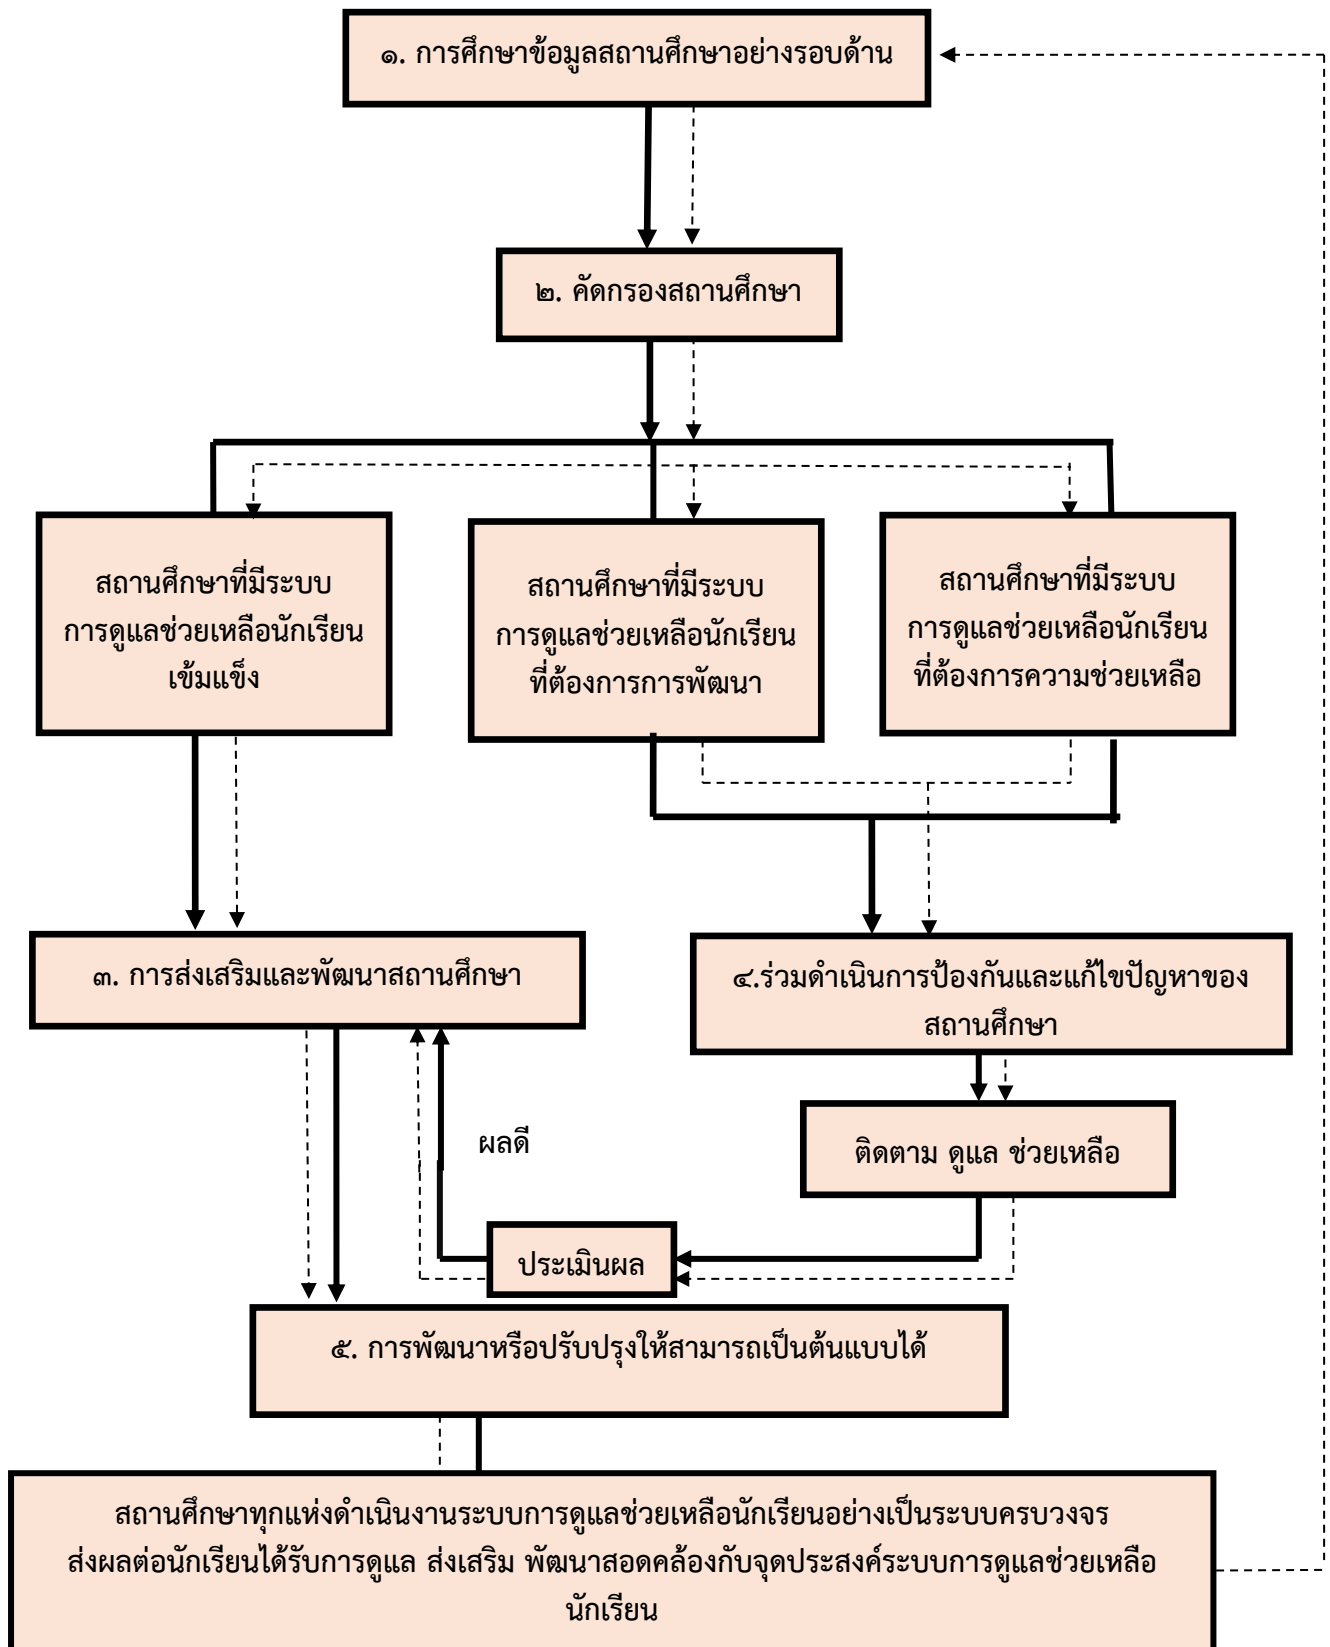 ๑. การศึกษาข้อมูลสถานศึกษาอย่างรอบด้าน
๒. คัดกรองสถานศึกษา
สถานศึกษาที่มีระบบ
การดูแลช่วยเหลือนักเรียน
เข้มแข็ง
สถานศึกษาที่มีระบบ
การดูแลช่วยเหลือนักเรียน
ที่ต้องการการพัฒนา
สถานศึกษาที่มีระบบ
การดูแลช่วยเหลือนักเรียน
ที่ต้องการความช่วยเหลือ
๓. การส่งเสริมและพัฒนาสถานศึกษา
๔.ร่วมดำเนินการป้องกันและแก้ไขปัญหาของ
สถานศึกษา
ผลดี
ติดตาม ดูแล ช่วยเหลือ
ประเมินผล
๕. การพัฒนาหรือปรับปรุงให้สามารถเป็นต้นแบบได้
สถานศึกษาทุกแห่งดำเนินงานระบบการดูแลช่วยเหลือนักเรียนอย่างเป็นระบบครบวงจร
ส่งผลต่อนักเรียนได้รับการดูแล ส่งเสริม พัฒนาสอดคล้องกับจุดประสงค์ระบบการดูแลช่วยเหลือ
นักเรียน